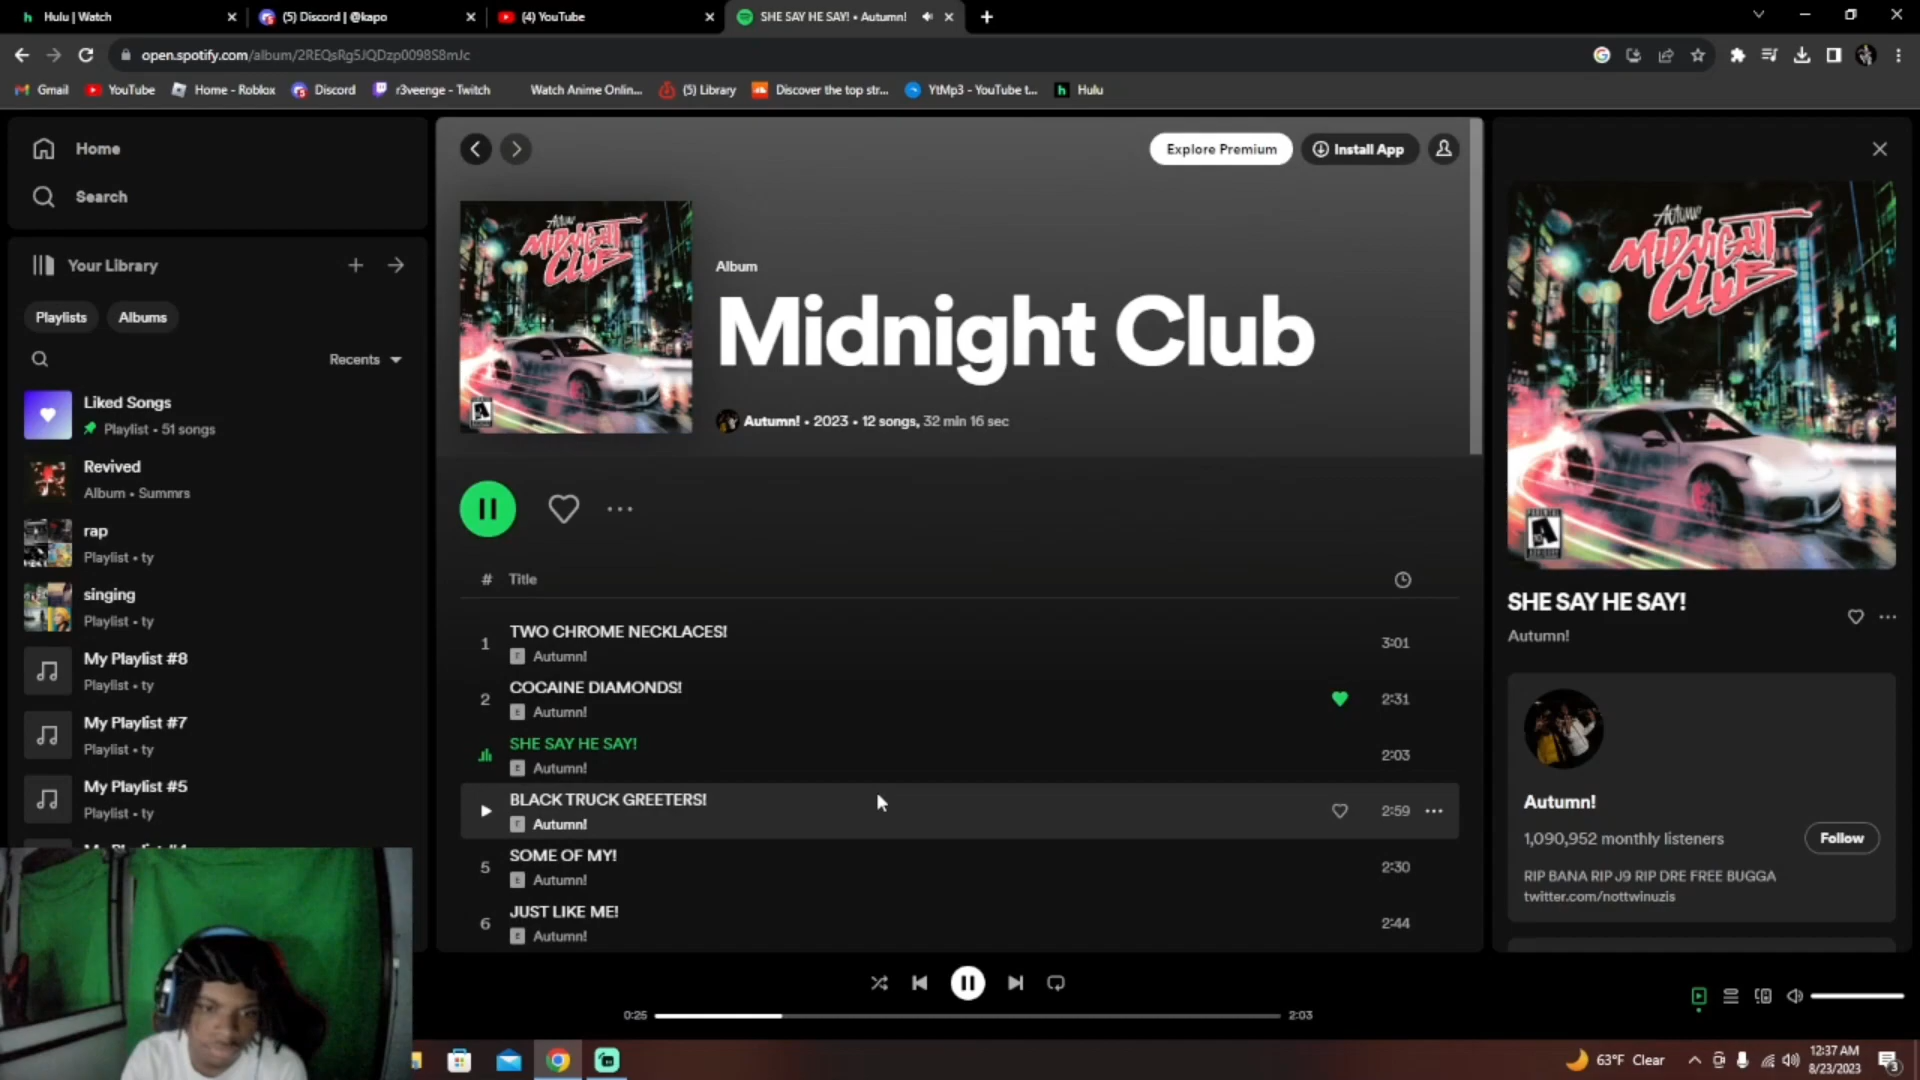 Hulu | Watch
(5) Discord | @kapo
(4) YouTube
SHE SAY HE SAY! • Autumn!
open.spotify.com/album/2REQsRg5JQDzp0098S8mJc
Gmail
YouTube
Home - Roblox
Discord
r3veenge - Twitch
Watch Anime Onlin...
(5) Library
Discover the top str...
YtMp3 - YouTube t...
Hulu
Home
Search
Your Library
Playlists
Albums
Recents
Liked Songs
Playlist • 51 songs
Revived
Album • Summrs
rap
Playlist • ty
singing
Playlist • ty
My Playlist #8
Playlist • ty
My Playlist #7
Playlist • ty
My Playlist #5
Playlist • ty
Explore Premium
Install App
Autumn!
MIDNIGHT
CLUB
Album
Midnight Club
Autumn! • 2023 • 12 songs, 32 min 16 sec
# Title
1 TWO CHROME NECKLACES! 3:01
E Autumn!
2 COCAINE DIAMONDS! 2:31
E Autumn!
SHE SAY HE SAY! 2:03
E Autumn!
BLACK TRUCK GREETERS! 2:59
E Autumn!
5 SOME OF MY! 2:30
E Autumn!
6 JUST LIKE ME! 2:44
E Autumn!
Autumn!
MIDNIGHT
CLUB
SHE SAY HE SAY!
Autumn!
Autumn!
1,090,952 monthly listeners
Follow
RIP BANA RIP J9 RIP DRE FREE BUGGA
twitter.com/nottwinuzis
0:25
2:03
63°F Clear
12:37 AM
8/23/2023
3